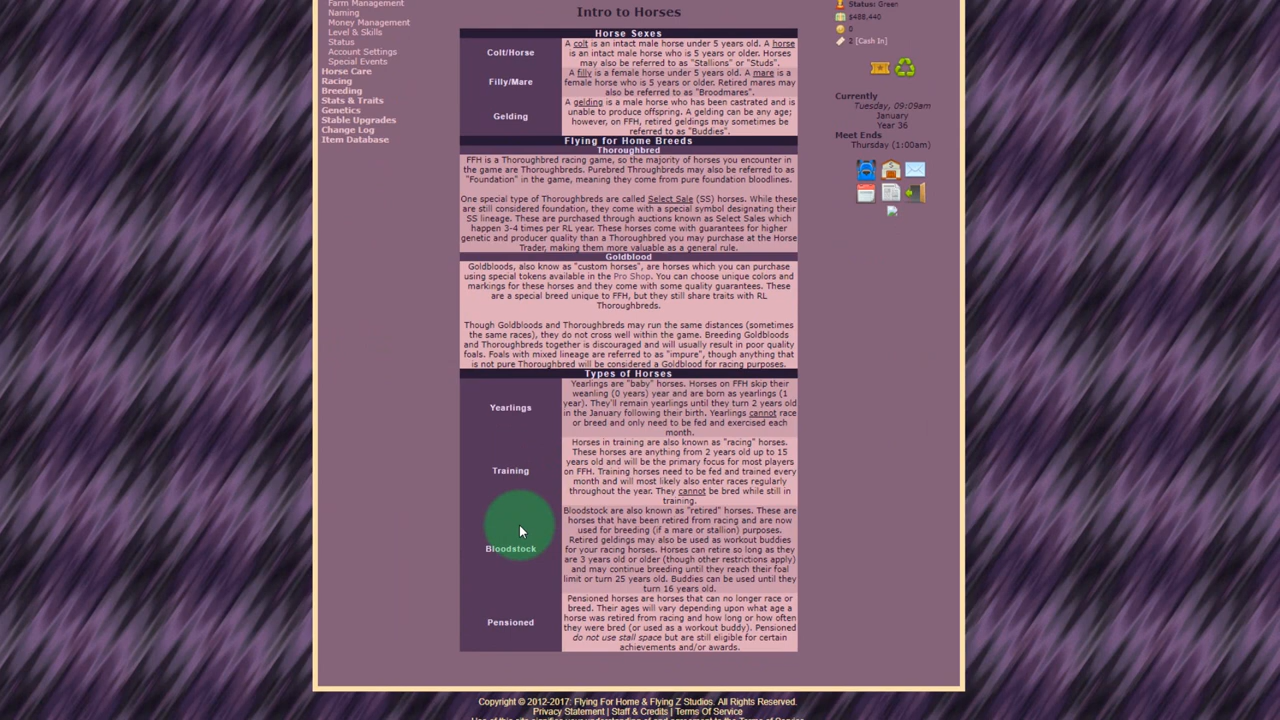 Farm Management
Naming
Money Management
Level & Skills
Status
Account Settings
Special Events
Horse Care
Racing
Breeding
Stats & Traits
Genetics
Stable Upgrades
Change Log
Item Database
Intro to Horses
Horse Sexes
Colt/Horse
A colt is an intact male horse under 5 years old. A horse
is an intact male horse who is 5 years or older. Horses
may also be referred to as "Stallions" or "Studs".
Filly/Mare
A filly is a female horse under 5 years old. A mare is a
female horse who is 5 years or older. Retired mares may
also be referred to as "Broodmares".
Gelding
A gelding is a male horse who has been castrated and is
unable to produce offspring. A gelding can be any age;
however, on FFH, retired geldings may sometimes be
referred to as "Buddies".
Flying for Home Breeds
Thoroughbred
FFH is a Thoroughbred racing game, so the majority of horses you encounter in
the game are Thoroughbreds. Purebred Throughbreds may also be referred to as
"Foundation" in the game, meaning they come from pure foundation bloodlines.
One special type of Thoroughbreds are called Select Sale (SS) horses. While these
are still considered foundation, they come with a special symbol designating their
SS lineage. These are purchased through auctions known as Select Sales which
happen 3-4 times per RL year. These horses come with guarantees for higher
genetic and producer quality than a Thoroughbred you may purchase at the Horse
Trader, making them more valuable as a general rule.
Goldblood
Goldbloods, also know as "custom horses", are horses which you can purchase
using special tokens available in the Pro Shop. You can choose unique colors and
markings for these horses and they come with some quality guarantees. These
are a special breed unique to FFH, but they still share traits with RL
Thoroughbreds.
Though Goldbloods and Thoroughbreds may run the same distances (sometimes
the same races), they do not cross well within the game. Breeding Goldbloods
and Thoroughbreds together is discouraged and will usually result in poor quality
foals. Foals with mixed lineage are referred to as "impure", though anything that
is not pure Thoroughbred will be considered a Goldblood for racing purposes.
Types of Horses
Yearlings
Yearlings are "baby" horses. Horses on FFH skip their
weanling (0 years) year and are born as yearlings (1
year). They'll remain yearlings until they turn 2 years old
in the January following their birth. Yearlings cannot race
or breed and only need to be fed and exercised each
month.
Training
Horses in training are also known as "racing" horses.
These horses are anything from 2 years old up to 15
years old and will be the primary focus for most players
on FFH. Training horses need to be fed and trained every
month and will most likely also enter races regularly
throughout the year. They cannot be bred while still in
training.
Bloodstock
Bloodstock are also known as "retired" horses. These are
horses that have been retired from racing and are now
used for breeding (if a mare or stallion) purposes.
Retired geldings may also be used as workout buddies
for your racing horses. Horses can retire so long as they
are 3 years old or older (though other restrictions apply)
and may continue breeding until they reach their foal
limit or turn 25 years old. Buddies can be used until they
turn 16 years old.
Pensioned
Pensioned horses are horses that can no longer race or
breed. Their ages will vary depending upon what age a
horse was retired from racing and how long or how often
they were bred (or used as a workout buddy). Pensioned
do not use stall space but are still eligible for certain
achievements and/or awards.
Status: Green
$488,440
0
2 [Cash In]
Currently
Tuesday, 09:09am
January
Year 36
Meet Ends
Thursday (1:00am)
Copyright © 2012-2017: Flying For Home & Flying Z Studios. All Rights Reserved.
Privacy Statement | Staff & Credits | Terms Of Service
Use of this site signifies your understanding of and agreement to the Terms of Service